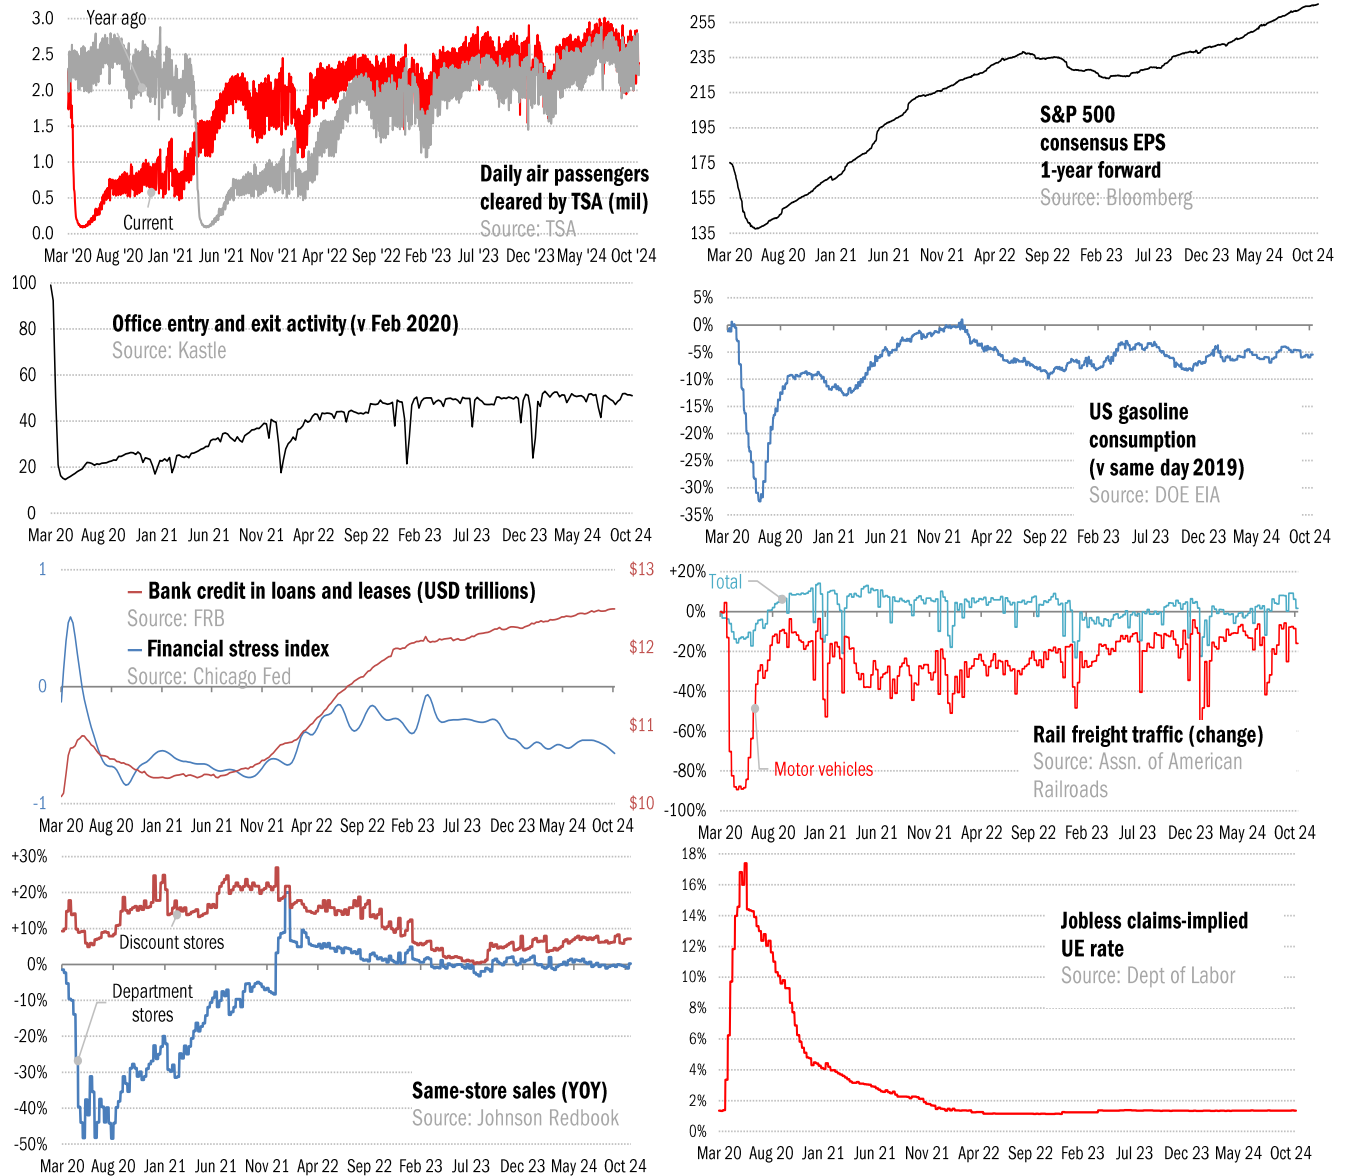 3.0
2.5
2.0
1.5
1.0
0.5
0.0
Year ago
Current
Daily air passengers
cleared by TSA (mil)
Source: TSA
Mar '20 Aug '20 Jan '21 Jun '21 Nov '21 Apr '22 Sep '22 Feb '23 Jul '23 Dec '23 May '24 Oct '24
255
235
215
195
175
155
135
S&P 500
consensus EPS
1-year forward
Source: Bloomberg
Mar 20 Aug 20 Jan 21 Jun 21 Nov 21 Apr 22 Sep 22 Feb 23 Jul 23 Dec 23 May 24 Oct 24
100
80
60
40
20
0
Office entry and exit activity (v Feb 2020)
Source: Kastle
Mar 20 Aug 20 Jan 21 Jun 21 Nov 21 Apr 22 Sep 22 Feb 23 Jul 23 Dec 23 May 24 Oct 24
5%
0%
-5%
-10%
-15%
-20%
-25%
-30%
-35%
US gasoline
consumption
(v same day 2019)
Source: DOE EIA
Mar 20 Aug 20 Jan 21 Jun 21 Nov 21 Apr 22 Sep 22 Feb 23 Jul 23 Dec 23 May 24 Oct 24
1
0
-1
Bank credit in loans and leases (USD trillions)
Source: FRB
Financial stress index
Source: Chicago Fed
$13
$12
$11
$10
Mar 20 Aug 20 Jan 21 Jun 21 Nov 21 Apr 22 Sep 22 Feb 23 Jul 23 Dec 23 May 24 Oct 24
+20%
0%
-20%
-40%
-60%
-80%
-100%
Total
Motor vehicles
Rail freight traffic (change)
Source: Assn. of American
Railroads
Mar 20 Aug 20 Jan 21 Jun 21 Nov 21 Apr 22 Sep 22 Feb 23 Jul 23 Dec 23 May 24 Oct 24
+30%
+20%
+10%
0%
-10%
-20%
-30%
-40%
-50%
Discount stores
Department
stores
Same-store sales (YOY)
Source: Johnson Redbook
Mar 20 Aug 20 Jan 21 Jun 21 Nov 21 Apr 22 Sep 22 Feb 23 Jul 23 Dec 23 May 24 Oct 24
18%
16%
14%
12%
10%
8%
6%
4%
2%
0%
Jobless claims-implied
UE rate
Source: Dept of Labor
Mar 20 Aug 20 Jan 21 Jun 21 Nov 21 Apr 22 Sep 22 Feb 23 Jul 23 Dec 23 May 24 Oct 24